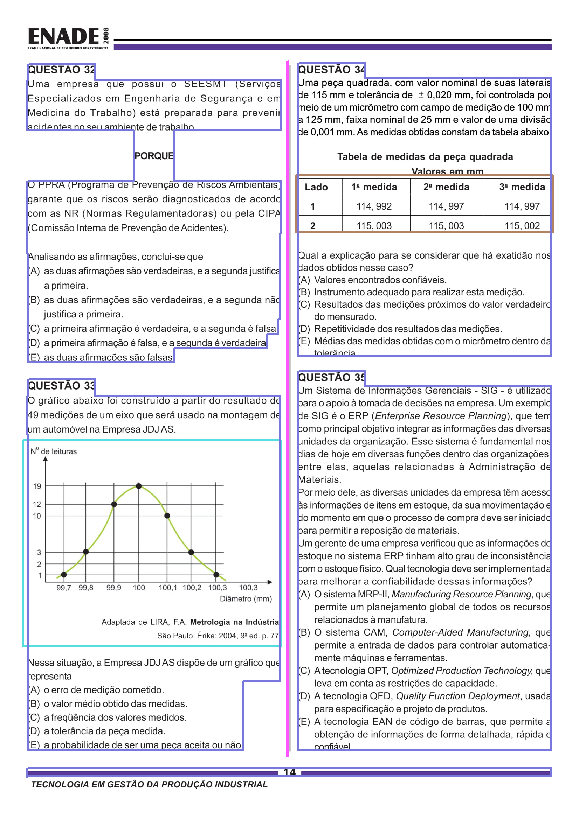 ENADE 2008
EXAME NACIONAL DE DESEMPENHO DOS ESTUDANTES
QUESTÃO 32
Uma empresa que possui o SEESMT (Serviços
Especializados em Engenharia de Segurança e em
Medicina do Trabalho) está preparada para prevenir
acidentes no seu ambiente de trabalho
PORQUE
O PPRA (Programa de Prevenção de Riscos Ambientais)
garante que os riscos serão diagnosticados de acordo
com as NR (Normas Regulamentadoras) ou pela CIPA
(Comissão Interna de Prevenção de Acidentes).
Analisando as afirmações, conclui-se que
(A) as duas afirmações são verdadeiras, e a segunda justifica
a primeira.
(B) as duas afirmações são verdadeiras, e a segunda não
justifica a primeira.
(C) a primeira afirmação é verdadeira, e a segunda é falsa.
(D) a primeira afirmação é falsa, e a segunda é verdadeira.
(E) as duas afirmações são falsas.
QUESTÃO 33
O gráfico abaixo foi construído a partir do resultado de
49 medições de um eixo que será usado na montagem de
um automóvel na Empresa JDJ AS.
Nº de leituras
19
12
10
3
2
1
99,7 99,8 99,9 100 100,1 100,2 100,3 100,3
Diâmetro (mm)
Adaptada de LIRA, F.A. Metrologia na Indústria
São Paulo. Érika: 2004, 9ª ed. p. 77
Nessa situação, a Empresa JDJ AS dispõe de um gráfico que
representa
(A) o erro de medição cometido.
(B) o valor médio obtido das medidas.
(C) a freqüência dos valores medidos.
(D) a tolerância da peça medida.
(E) a probabilidade de ser uma peça aceita ou não.
QUESTÃO 34
Uma peça quadrada, com valor nominal de suas laterais
de 115 mm e tolerância de ± 0,020 mm, foi controlada por
meio de um micrômetro com campo de medição de 100 mm
a 125 mm, faixa nominal de 25 mm e valor de uma divisão
de 0,001 mm. As medidas obtidas constam da tabela abaixo.
Tabela de medidas da peça quadrada
Valores em mm
Lado 1ª medida 2ª medida 3ª medida
1 114, 992 114, 997 114, 997
2 115, 003 115, 005 115, 002
Qual a explicação para se considerar que há exatidão nos
dados obtidos nesse caso?
(A) Valores encontrados confiáveis.
(B) Instrumento adequado para realizar esta medição.
(C) Resultados das medições próximos do valor verdadeiro
do mensurado.
(D) Repetitividade dos resultados das medições.
(E) Médias das medidas obtidas com o micrômetro dentro da
tolerância.
QUESTÃO 35
Um Sistema de Informações Gerenciais - SIG - é utilizado
para o apoio à tomada de decisões na empresa. Um exemplo
de SIG é o ERP (Enterprise Resource Planning), que tem
como principal objetivo integrar as informações das diversas
unidades da organização. Esse sistema é fundamental nos
dias de hoje em diversas funções dentro das organizações,
entre elas, aquelas relacionadas à Administração de
Materiais.
Por meio dele, as diversas unidades da empresa têm acesso
às informações de itens em estoque, da sua movimentação e
do momento em que o processo de compra deve ser iniciado
para permitir a reposição de materiais.
Um gerente de uma empresa verificou que as informações do
estoque no sistema ERP tinham alto grau de inconsistência
com o estoque físico. Qual tecnologia deve ser implementada
para melhorar a confiabilidade dessas informações?
(A) O sistema MRP-II, Manufacturing Resource Planning, que
permite um planejamento global de todos os recursos
relacionados à manufatura.
(B) O sistema CAM, Computer-Aided Manufacturing, que
permite a entrada de dados para controlar automatica-
mente máquinas e ferramentas.
(C) A tecnologia OPT, Optimized Production Technology, que
leva em conta as restrições de capacidade.
(D) A tecnologia QFD, Quality Function Deployment, usada
para especificação e projeto de produtos.
(E) A tecnologia EAN de código de barras, que permite a
obtenção de informações de forma detalhada, rápida e
confiável.
14
TECNOLOGIA EM GESTÃO DA PRODUÇÃO INDUSTRIAL